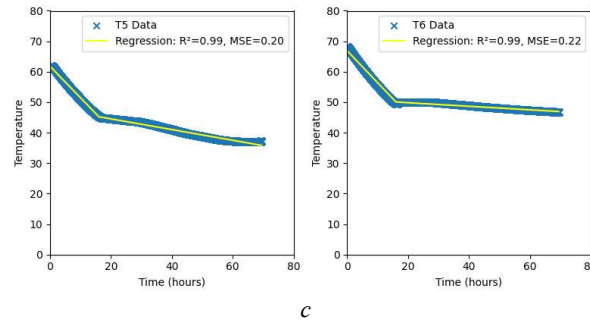 80
70
60
50
40
30
20
10
0
Temperature
0 20 40 60 80
Time (hours)
T5 Data
Regression: R²=0.99, MSE=0.20
80
70
60
50
40
30
20
10
0
Temperature
0 20 40 60 80
Time (hours)
T6 Data
Regression: R²=0.99, MSE=0.22
c